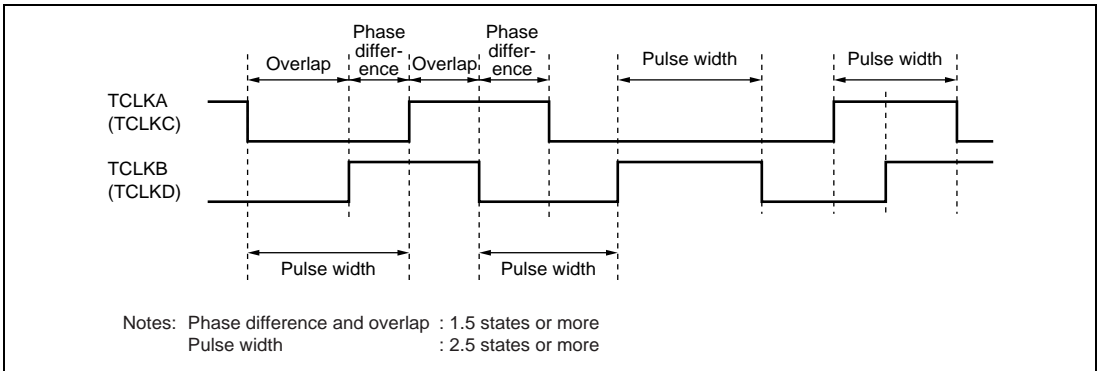 Phase
differ-
ence
Overlap
Overlap
Phase
differ-
ence
Pulse width
Pulse width
TCLKA
(TCLKC)
TCLKB
(TCLKD)
Pulse width
Pulse width
Notes: Phase difference and overlap : 1.5 states or more
Pulse width : 2.5 states or more